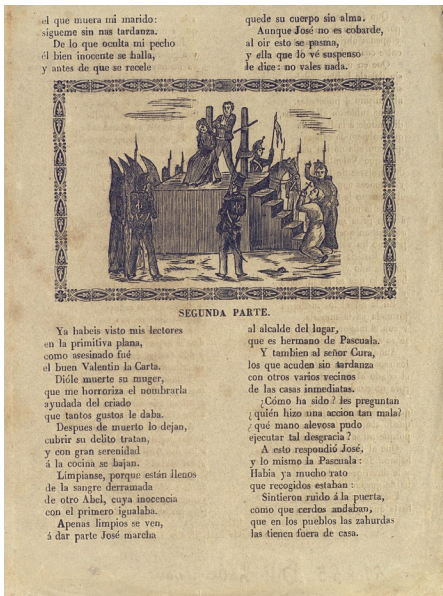 el que muera mi marido:
sigueme sin nas tardanza.
De lo que oculta mi pecho
él bien inocente se halla,
y antes de que se recele
quede su cuerpo sin alma.
Aunque José no es cobarde,
al oir esto se pasma,
y ella que lo vé suspenso
le dice: no vales nada.
SEGUNDA PARTE.
Ya habeis visto mis lectores
en la primitiva plana,
como asesinado fué
el buen Valentin la Carta.
Dióle muerte su muger,
que me horroriza el nombrarla
ayudada del criado
que tantos gustos le daba.
Despues de muerto lo dejan,
cubrir su delito tratan,
y con gran serenidad
á la cocina se bajan.
Limpianse, porque están llenos
de la sangre derramada
de otro Abel, cuya inocencia
con el primero igualaba.
Apenas limpios se ven,
á dar parte José marcha
al alcalde del lugar,
que es hermano de Pascuala.
Y tambien al señor Cura,
los que acuden sin tardanza
con otros varios vecinos
de las casas inmediatas.
¿Cómo ha sido? les preguntan
¿quién hizo una accion tan mala?
¿qué mano alevosa pudo
ejecutar tal desgracia?
A esto respondió José,
y lo mismo la Pascuala:
Habia ya mucho rato
que recogidos estaban:
Sintieron ruido á la puerta,
como que cerdos andaban,
que en los pueblos las zahurdas
las tienen fuera de casa.